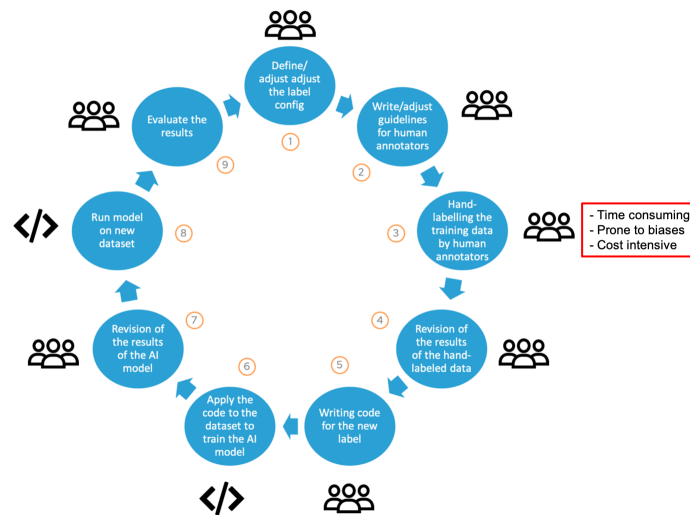 Define/
adjust adjust
the label
config
1
Write/adjust
guidelines
for human
annotators
2
Hand-
labelling the
training data
by human
annotators
3
- Time consuming
- Prone to biases
- Cost intensive
Revision of
the results
of the hand-
labeled data
4
Writing code
for the new
label
5
Apply the
code to the
dataset to
train the AI
model
6
</>
Revision of
the results
of the AI
model
7
Run model
on new
dataset
8
</>
Evaluate the
results
9